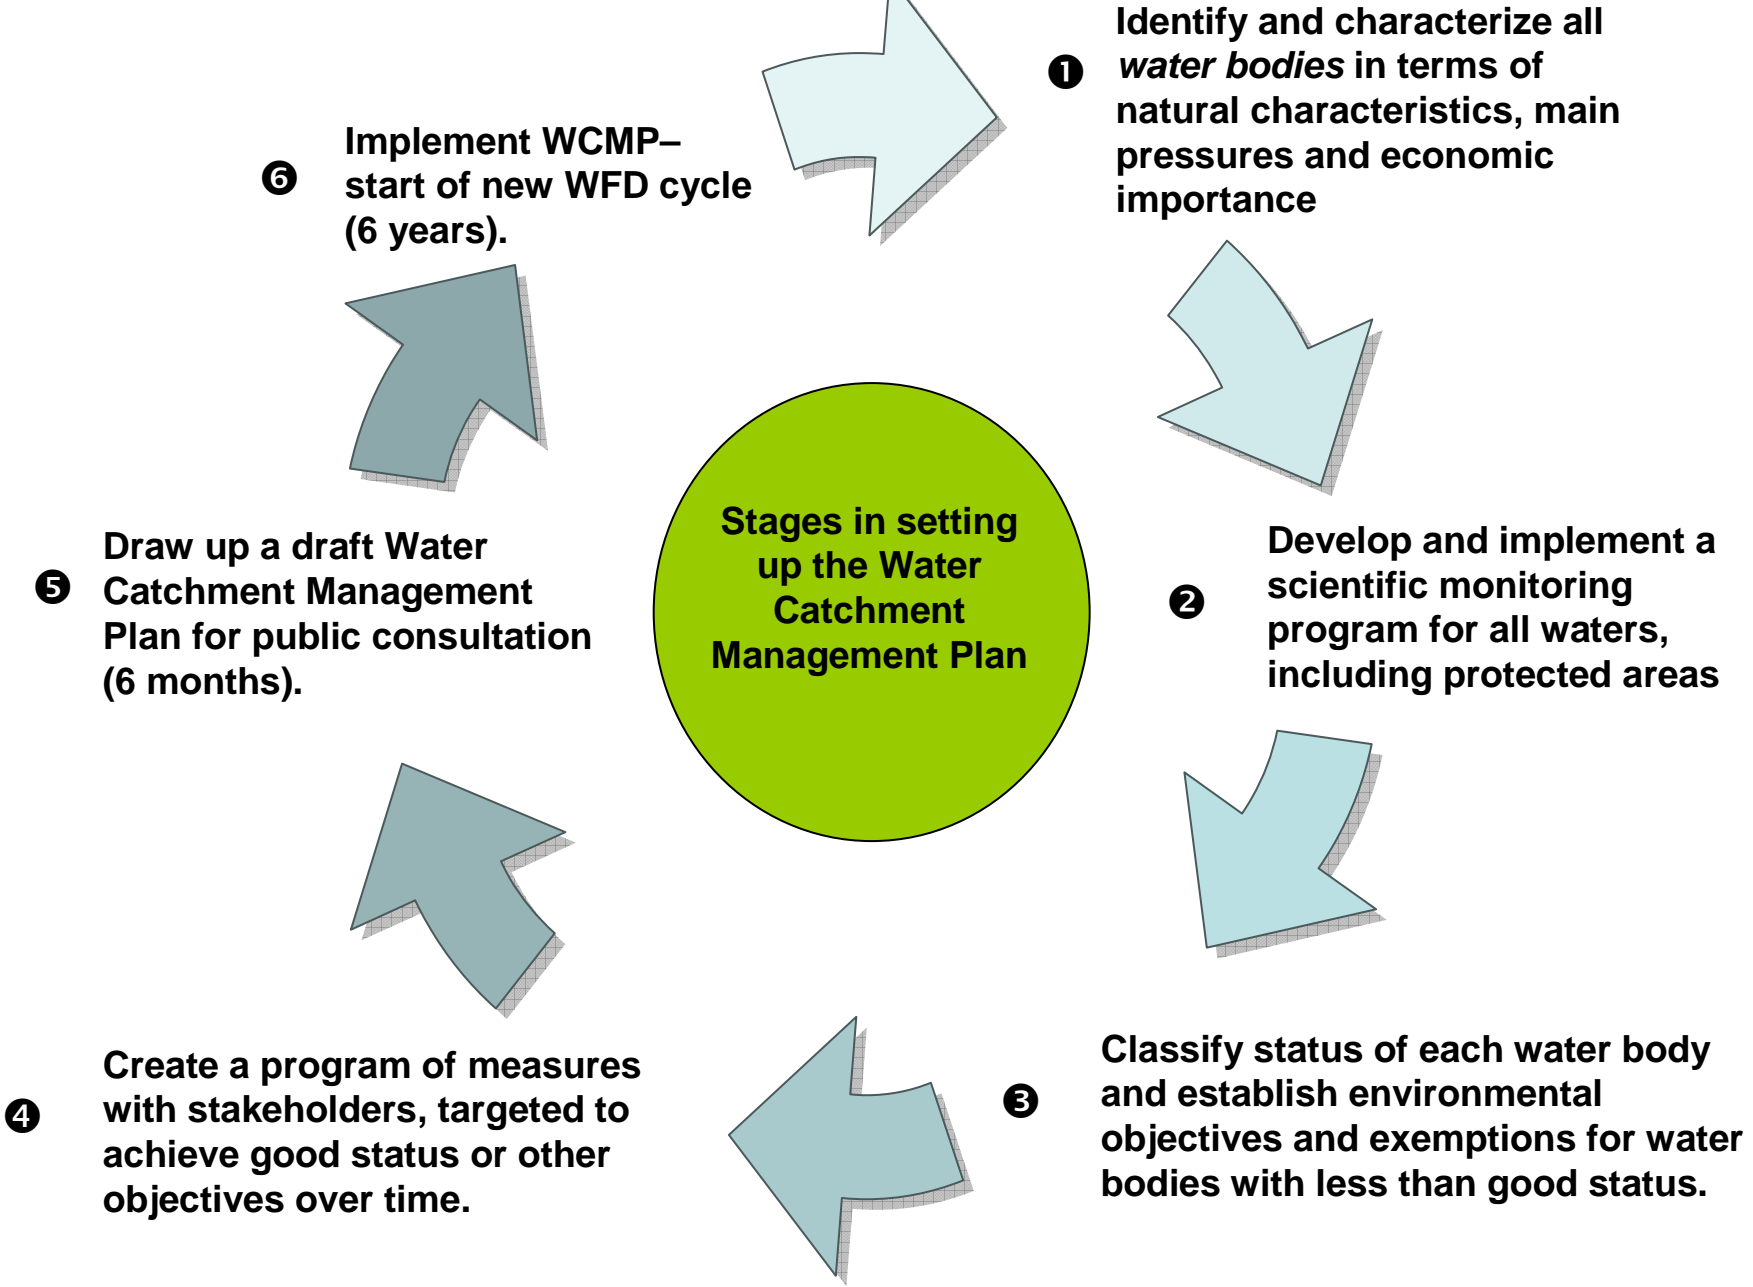 ❶
Identify and characterize all
water bodies in terms of
natural characteristics, main
pressures and economic
importance
❷
Develop and implement a
scientific monitoring
program for all waters,
including protected areas
❸
Classify status of each water body
and establish environmental
objectives and exemptions for water
bodies with less than good status.
❹
Create a program of measures
with stakeholders, targeted to
achieve good status or other
objectives over time.
❺
Draw up a draft Water
Catchment Management
Plan for public consultation
(6 months).
❻
Implement WCMP–
start of new WFD cycle
(6 years).
Stages in setting
up the Water
Catchment
Management Plan